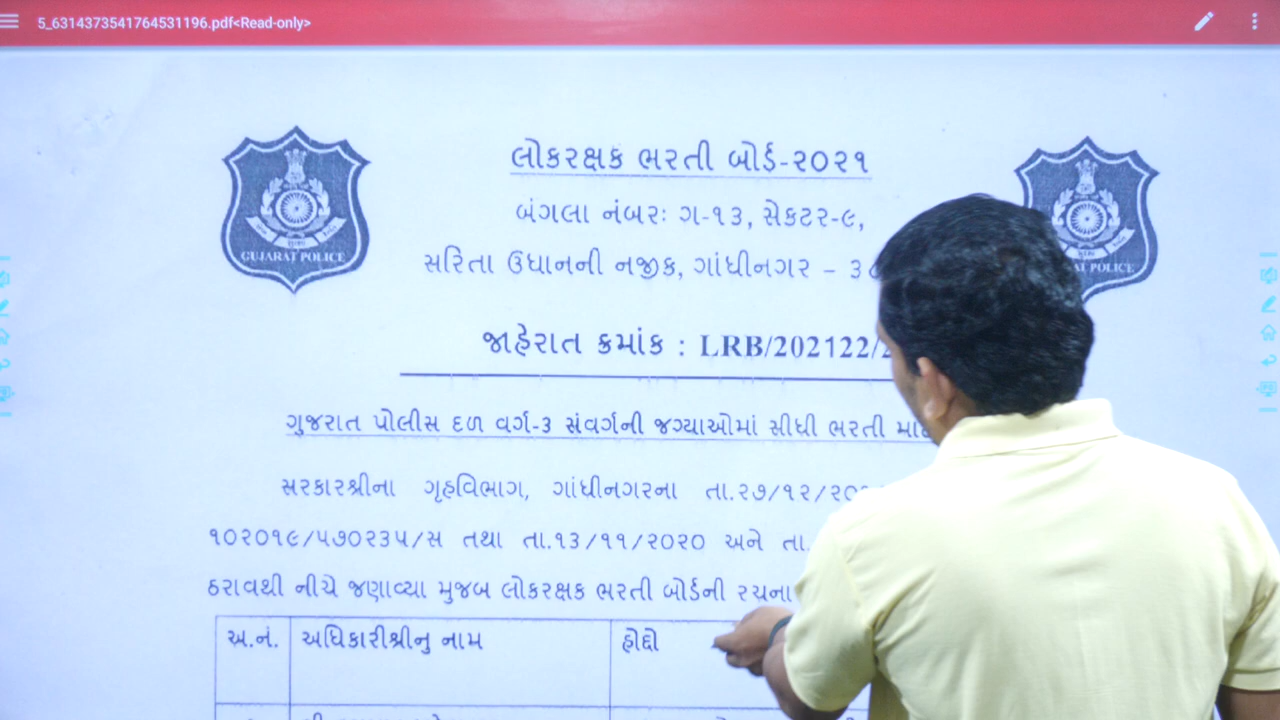 5_6314373541764531196.pdf<Read-only>
લોકરક્ષક ભરતી બોર્ડ-૨૦૨૧
બંગલા નંબરઃ ગ-૧૩, સેક્ટર-૯,
સરિતા ઉધાનની નજીક, ગાંધીનગર –
GUJARAT POLICE
POLICE
જાહેરાત ક્રમાંક : LRB/202122/
ગુજરાત પોલીસ દળ વર્ગ-૩ સંવર્ગની જગ્યાઓમાં સીધી ભરતી
સરકારશ્રીના ગૃહવિભાગ, ગાંધીનગરના તા.૨૭/૧૨/
૧૦૨૦૧૯/૫૭૦૨૩૫/સ તથા તા.૧૩/૧૧/૨૦૨૦ અને તા.
ઠરાવથી નીચે જણાવ્યા મુજબ લોકરક્ષક ભરતી બોર્ડની રચના
અ.નં. અધિકારીશ્રીનુ નામ હોદ્દો